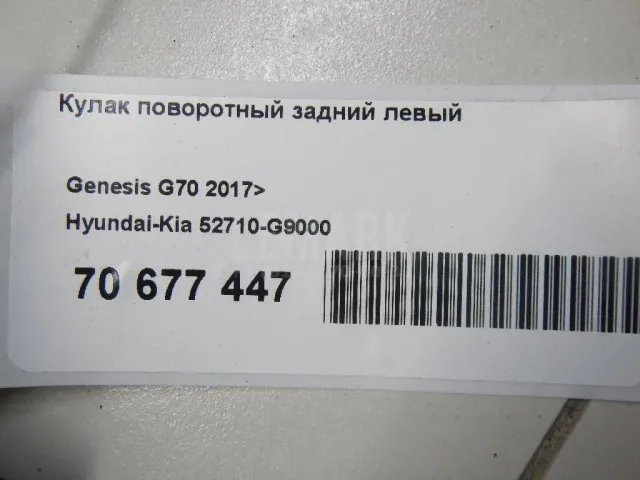 Кулак поворотный задний левый
Genesis G70 2017>
Hyundai-Kia 52710-G9000
70 677 447